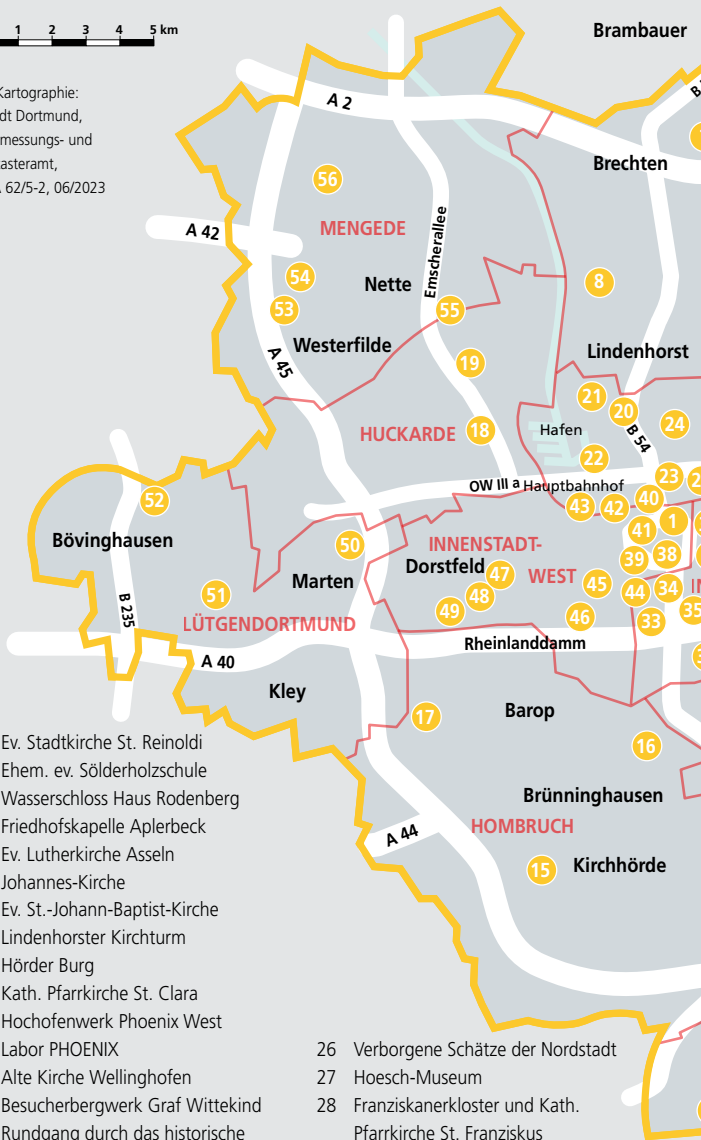 1 2 3 4 5 km
Kartographie:
dt Dortmund,
messungs- und
asteramt,
62/5-2, 06/2023
Brambauer
A 2
B
Brechten
56
A 42
MENGEDE
Emscherallee
54
Nette
8
53
55
Westerfilde
Lindenhorst
A 45
19
21
20
24
HUCKARDE
18
Hafen
B 54
22
OW III a
Hauptbahnhof
23
2
52
43
42
40
1
Bövinghausen
INNENSTADT-
41
50
Dorstfeld
WEST
39
38
Marten
47
51
48
45
44
34
IN
B 235
49
46
33
35
LÜTGENDORTMUND
Rheinlanddamm
A 40
3
Kley
17
Barop
16
Brünninghausen
HOMBRUCH
A 44
15
Kirchhörde
Ev. Stadtkirche St. Reinoldi
Ehem. ev. Sölderholzschule
Wasserschloss Haus Rodenberg
Friedhofskapelle Aplerbeck
Ev. Lutherkirche Asseln
Johannes-Kirche
Ev. St.-Johann-Baptist-Kirche
Lindenhorster Kirchturm
Hörder Burg
Kath. Pfarrkirche St. Clara
Hochofenwerk Phoenix West
Labor PHOENIX
Alte Kirche Wellinghofen
Besucherbergwerk Graf Wittekind
Rundgang durch das historische
26 Verborgene Schätze der Nordstadt
27 Hoesch-Museum
28 Franziskanerkloster und Kath.
Pfarrkirche St. Franziskus